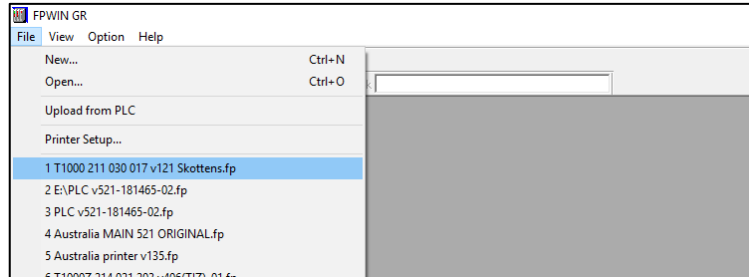 FPWIN GR
File View Option Help
New... Ctrl+N
Open... Ctrl+O
Upload from PLC
Printer Setup...
1 T1000 211 030 017 v121 Skottens.fp
2 E:\PLC v521-181465-02.fp
3 PLC v521-181465-02.fp
4 Australia MAIN 521 ORIGINAL.fp
5 Australia printer v135.fp